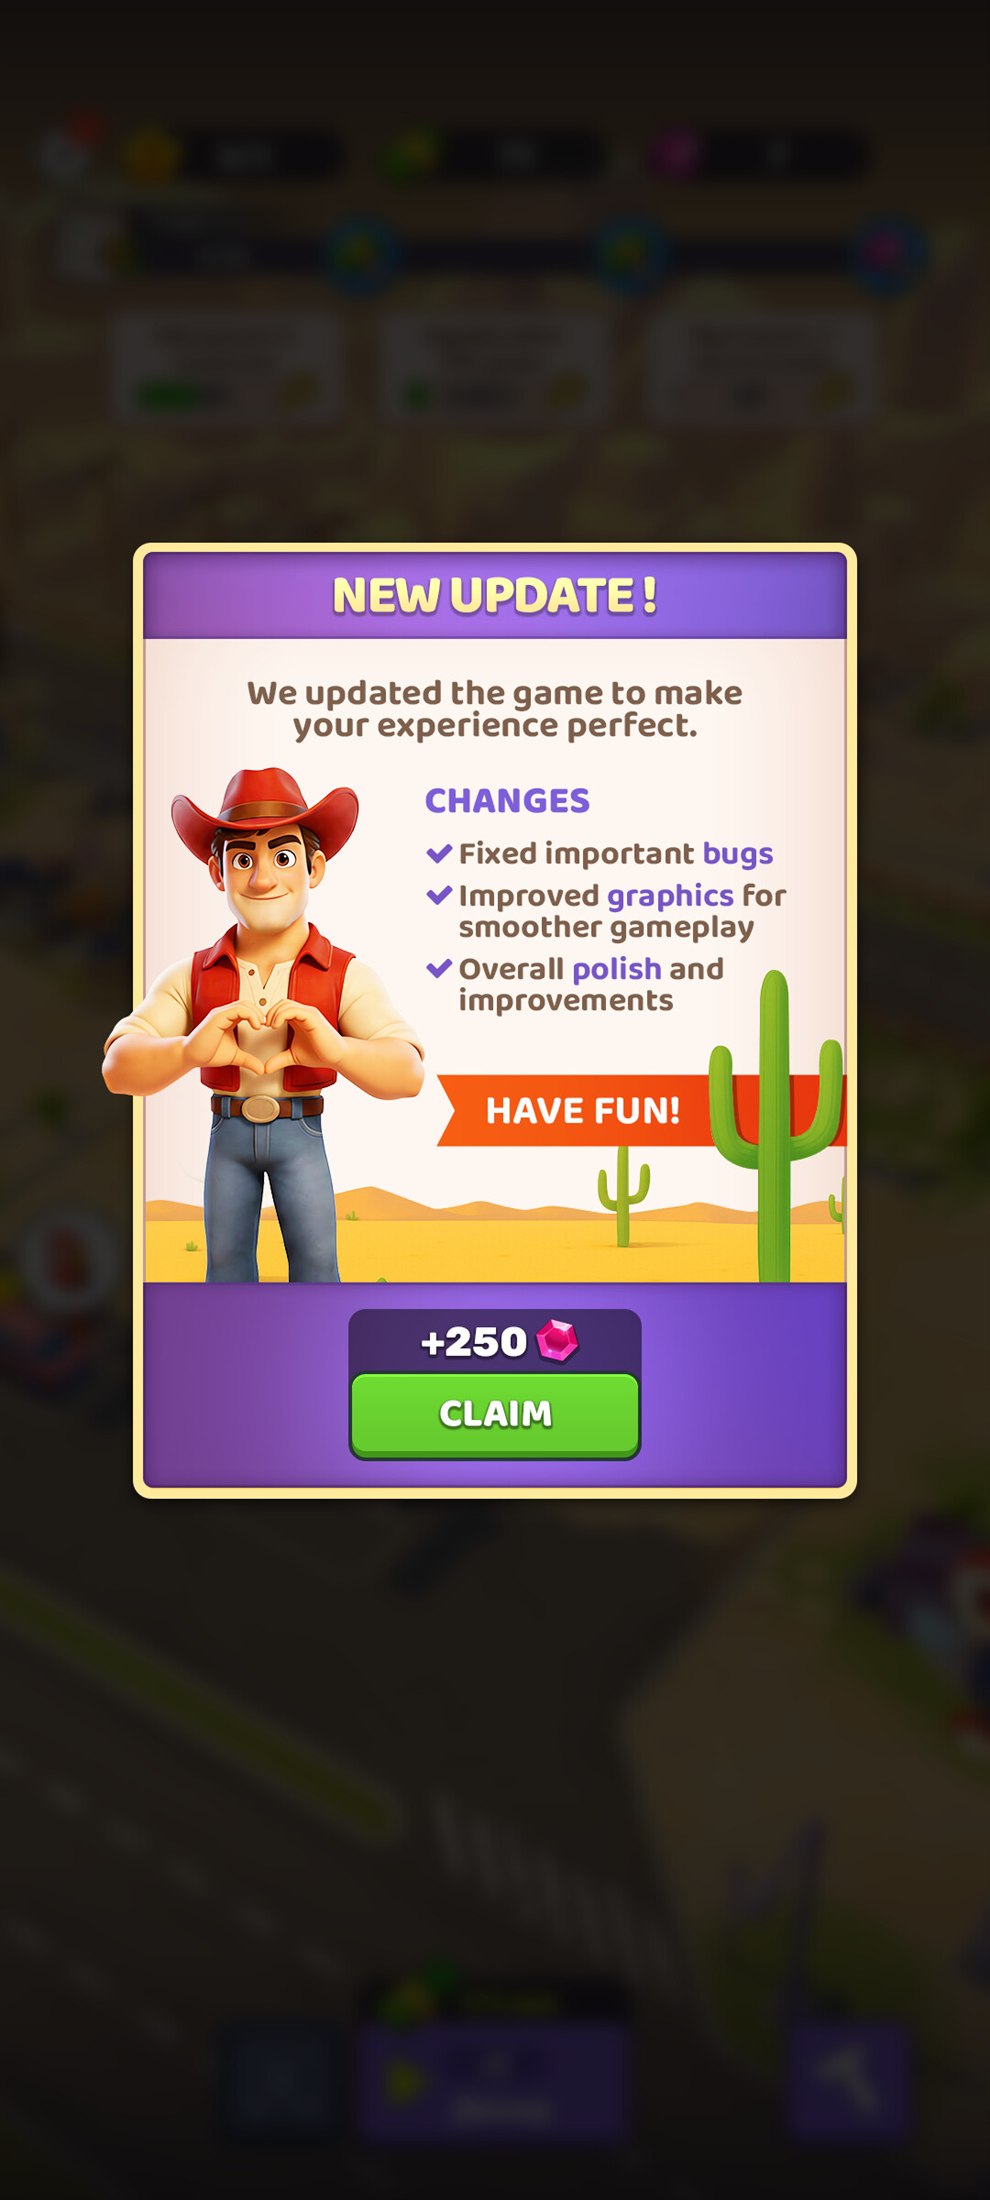 NEW UPDATE !
We updated the game to make
your experience perfect.
CHANGES
Fixed important bugs
Improved graphics for
smoother gameplay
Overall polish and
improvements
HAVE FUN!
+250
CLAIM